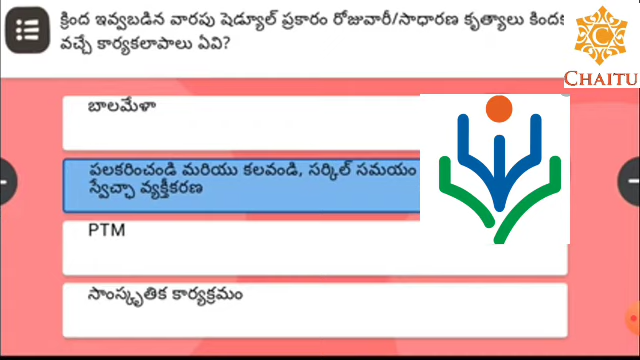 క్రింద ఇవ్వబడిన వారపు షెడ్యూల్ ప్రకారం రోజువారీ/సాధారణ కృత్యాలు
వచ్చే కార్యకలాపాలు ఏవి?
CHAITU
బాలమేళా
పలకరించండి మరియు కలవండి, సర్కిల్ సమయం
స్వేచ్ఛా వ్యక్తీకరణ
PTM
సాంస్కృతిక కార్యక్రమం